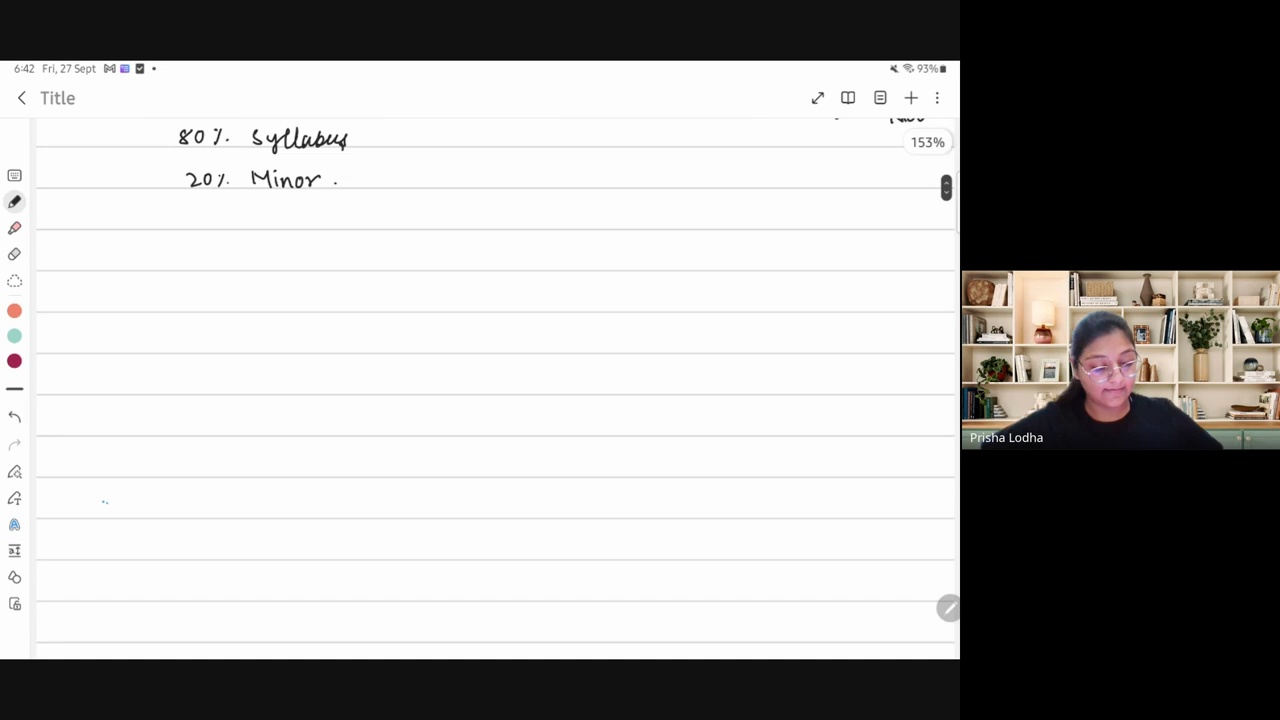 6:42 Fri, 27 Sept
93%
Title
153%
80%. Syllabus
20%. Minor.
Prisha Lodha